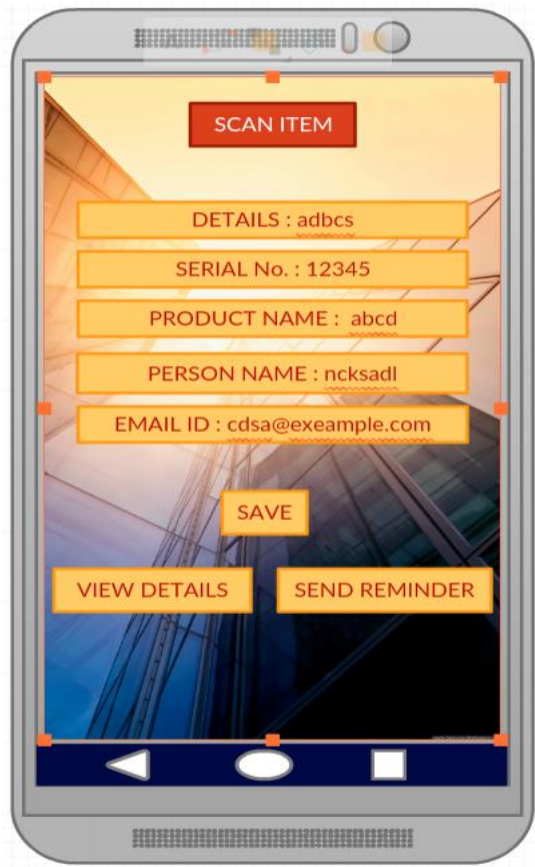 SCAN ITEM
DETAILS : adbcs
SERIAL No. : 12345
PRODUCT NAME :  abcd
PERSON NAME : ncksadl
EMAIL ID : cdsa@exeample.com
SAVE
VIEW DETAILS
SEND REMINDER